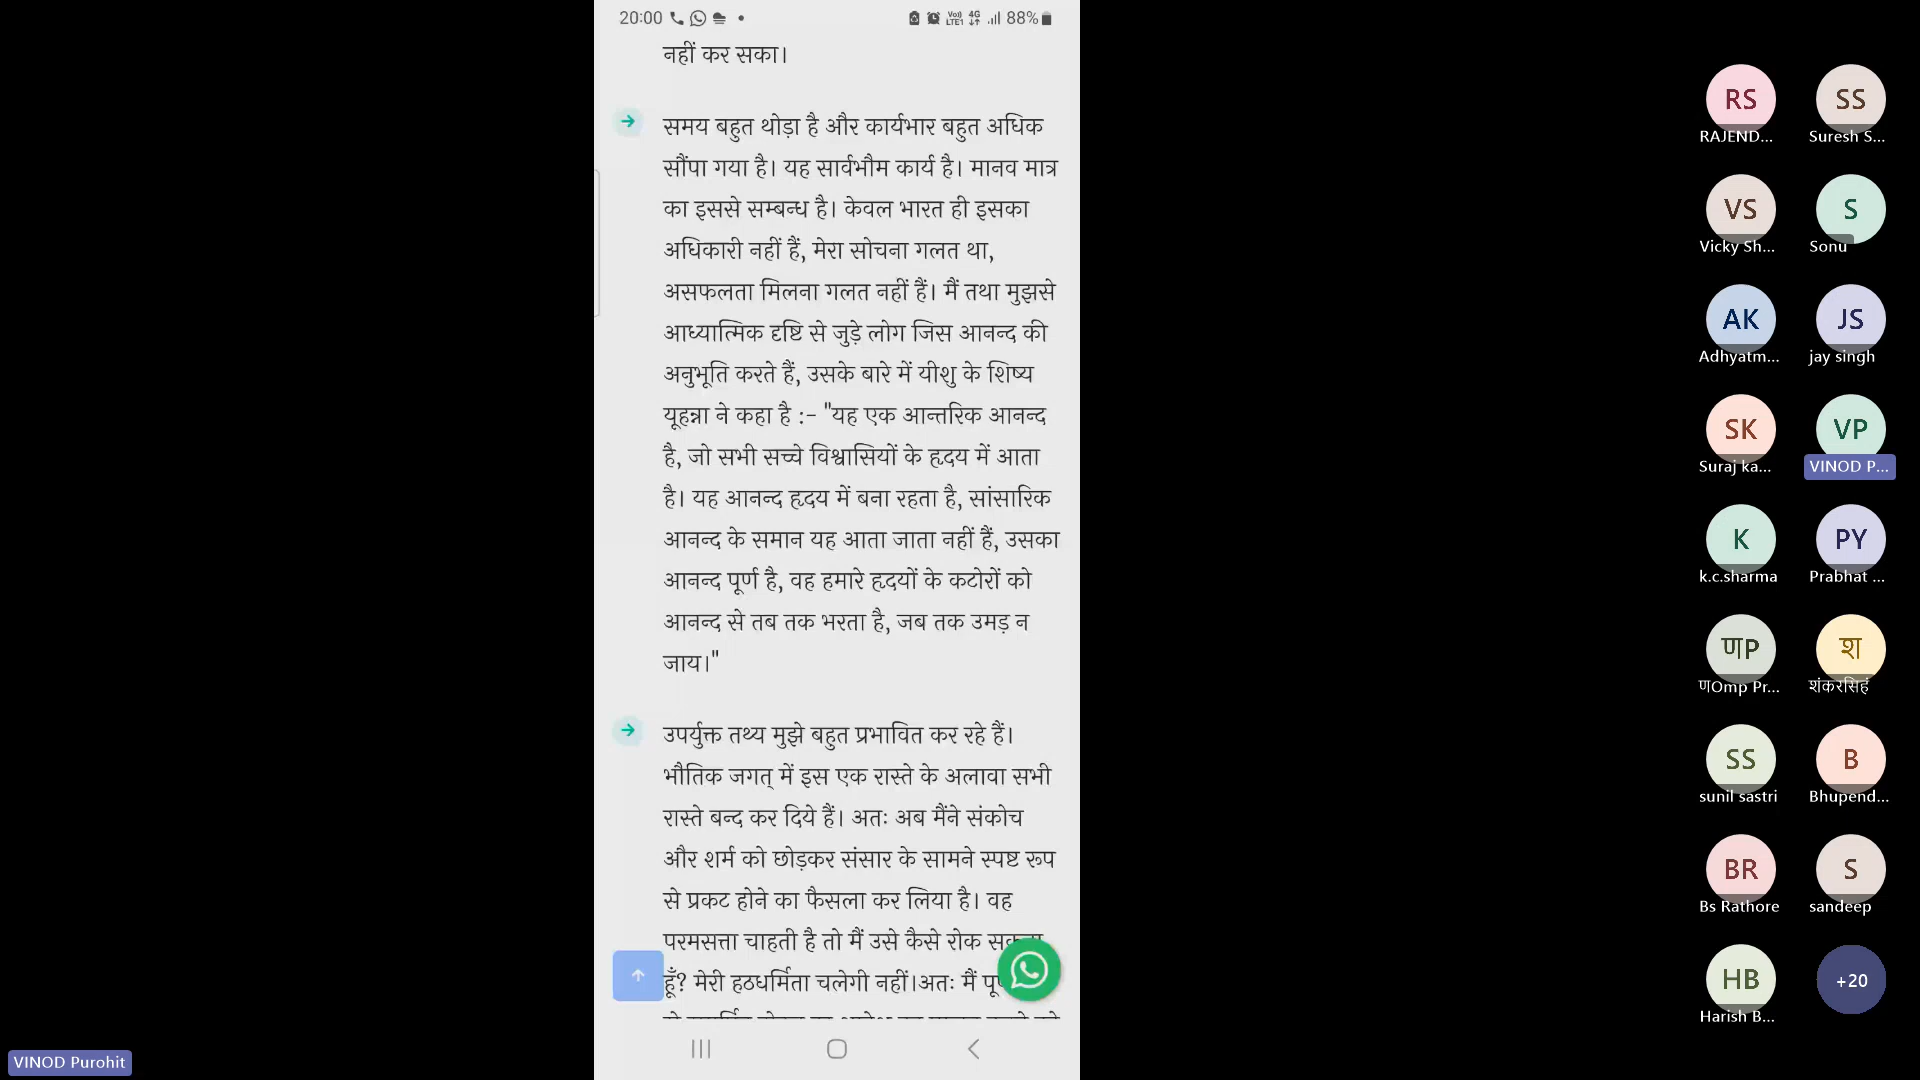 20:00
Vo)) LTE1 4G 88%
नहीं कर सका।
समय बहुत थोड़ा है और कार्यभार बहुत अधिक
सौंपा गया है। यह सार्वभौम कार्य है। मानव मात्र
का इससे सम्बन्ध है। केवल भारत ही इसका
अधिकारी नहीं हैं, मेरा सोचना गलत था,
असफलता मिलना गलत नहीं हैं। मैं तथा मुझसे
आध्यात्मिक दृष्टि से जुड़े लोग जिस आनन्द की
अनुभूति करते हैं, उसके बारे में यीशु के शिष्य
यूहन्ना ने कहा है :- "यह एक आन्तरिक आनन्द
है, जो सभी सच्चे विश्वासियों के हृदय में आता
है। यह आनन्द हृदय में बना रहता है, सांसारिक
आनन्द के समान यह आता जाता नहीं हैं, उसका
आनन्द पूर्ण है, वह हमारे हृदयों के कटोरों को
आनन्द से तब तक भरता है, जब तक उमड़ न
जाय।"
उपर्युक्त तथ्य मुझे बहुत प्रभावित कर रहे हैं।
भौतिक जगत् में इस एक रास्ते के अलावा सभी
रास्ते बन्द कर दिये हैं। अतः अब मैंने संकोच
और शर्म को छोड़कर संसार के सामने स्पष्ट रूप
से प्रकट होने का फैसला कर लिया है। वह
परमसत्ता चाहती है तो मैं उसे कैसे रोक
हूँ? मेरी हठधर्मिता चलेगी नहीं।अतः मैं
VINOD Purohit
RS
RAJEND...
SS
Suresh S...
VS
Vicky Sh...
S
Sonu
AK
Adhyatm...
JS
jay singh
SK
Suraj ka...
VP
VINOD P...
K
k.c.sharma
PY
Prabhat ...
णP
णOmp Pr...
श
शंकरसिहं
SS
sunil sastri
B
Bhupend...
BR
Bs Rathore
S
sandeep
HB
Harish B...
+20